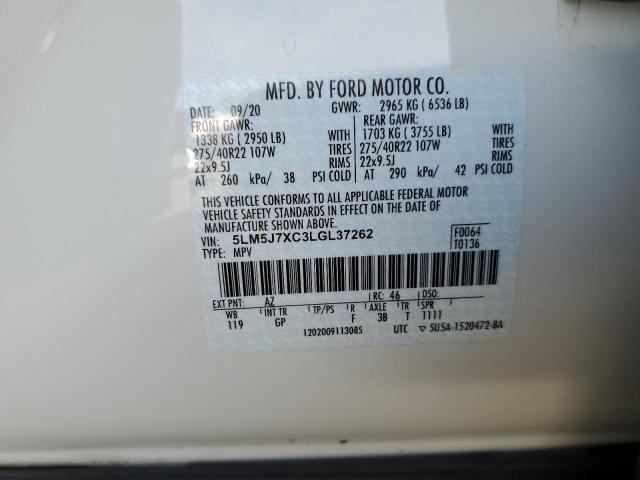 MFD. BY FORD MOTOR CO.
DATE: 09/20 GVWR: 2965 KG ( 6536 LB)
FRONT GAWR: REAR GAWR:
1338 KG ( 2950 LB) WITH 1703 KG ( 3755 LB) WITH
275/40R22 107W TIRES 275/40R22 107W TIRES
22x9.5J RIMS 22x9.5J RIMS
AT 260 kPa/ 38 PSI COLD AT 290 kPa/ 42 PSI COLD
THIS VEHICLE CONFORMS TO ALL APPLICABLE FEDERAL MOTOR
VEHICLE SAFETY STANDARDS IN EFFECT ON THE DATE OF
MANUFACTURE SHOWN ABOVE.
VIN: 5LM5J7XC3LGL37262 F0064
TYPE: MPV T0136
EXT PNT: AZ RC: 46 DSO:
WB INT TR TP/PS R AXLE TR SPR
119 GP F 3B T 1111
1202009113085 UTC ▽ 5U5A-1520472-BA